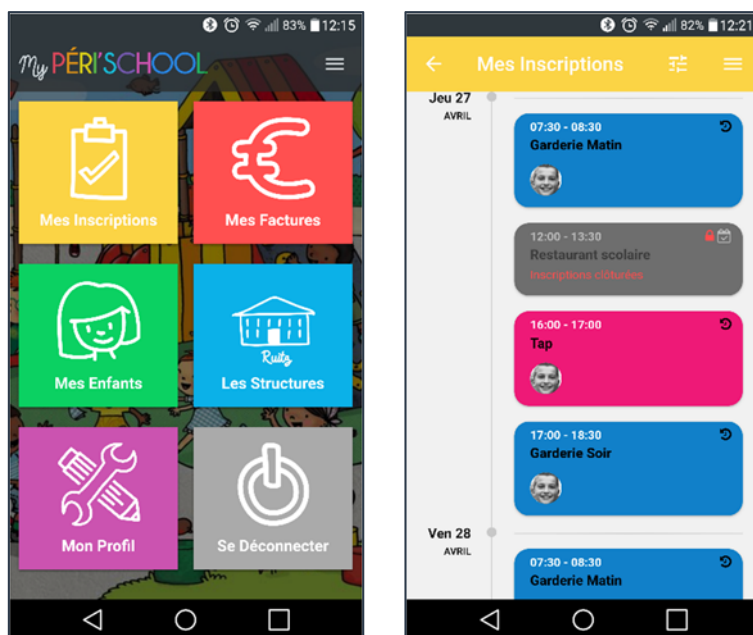 83% 12:15
My PÉRI'SCHOOL
Mes Inscriptions
Mes Factures
Mes Enfants
Ruitz
Les Structures
Mon Profil
Se Déconnecter
82% 12:21
Mes Inscriptions
Jeu 27
AVRIL
07:30 - 08:30
Garderie Matin
12:00 - 13:30
Restaurant scolaire
inscriptions clôturées
16:00 - 17:00
Tap
17:00 - 18:30
Garderie Soir
Ven 28
AVRIL
07:30 - 08:30
Garderie Matin